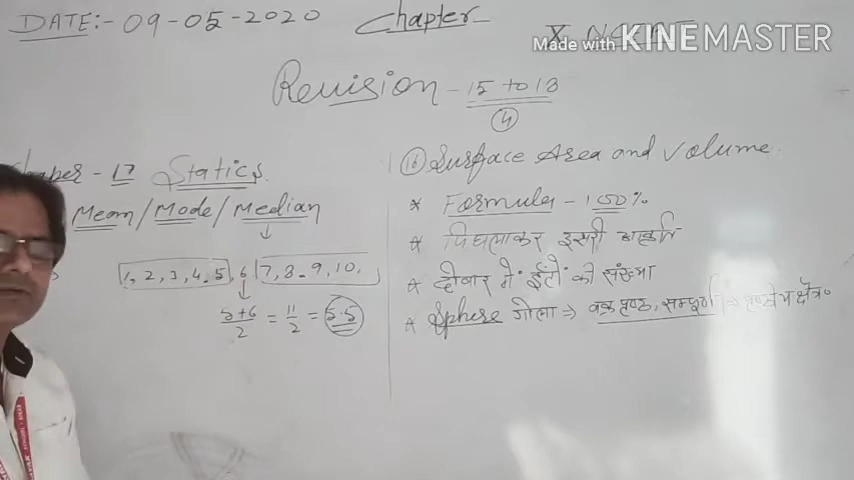 DATE:- 09-05-2020 Chapter X NCERT
Made with KINEMASTER
Revision - 15 to 18
4
Chapter - 17 Statics
Mean / Mode / Median
1, 2, 3, 4, 5, 6, 7, 8, 9, 10,
5+6/2 = 11/2 = 5.5
16 Surface Area and Volume
* Formula - 100%
* पिघलाकर दूसरी आकृति
* दीवार में ईंटों की संख्या
* Sphere गोला ⇒ वक्र पृष्ठ, सम्पूर्ण